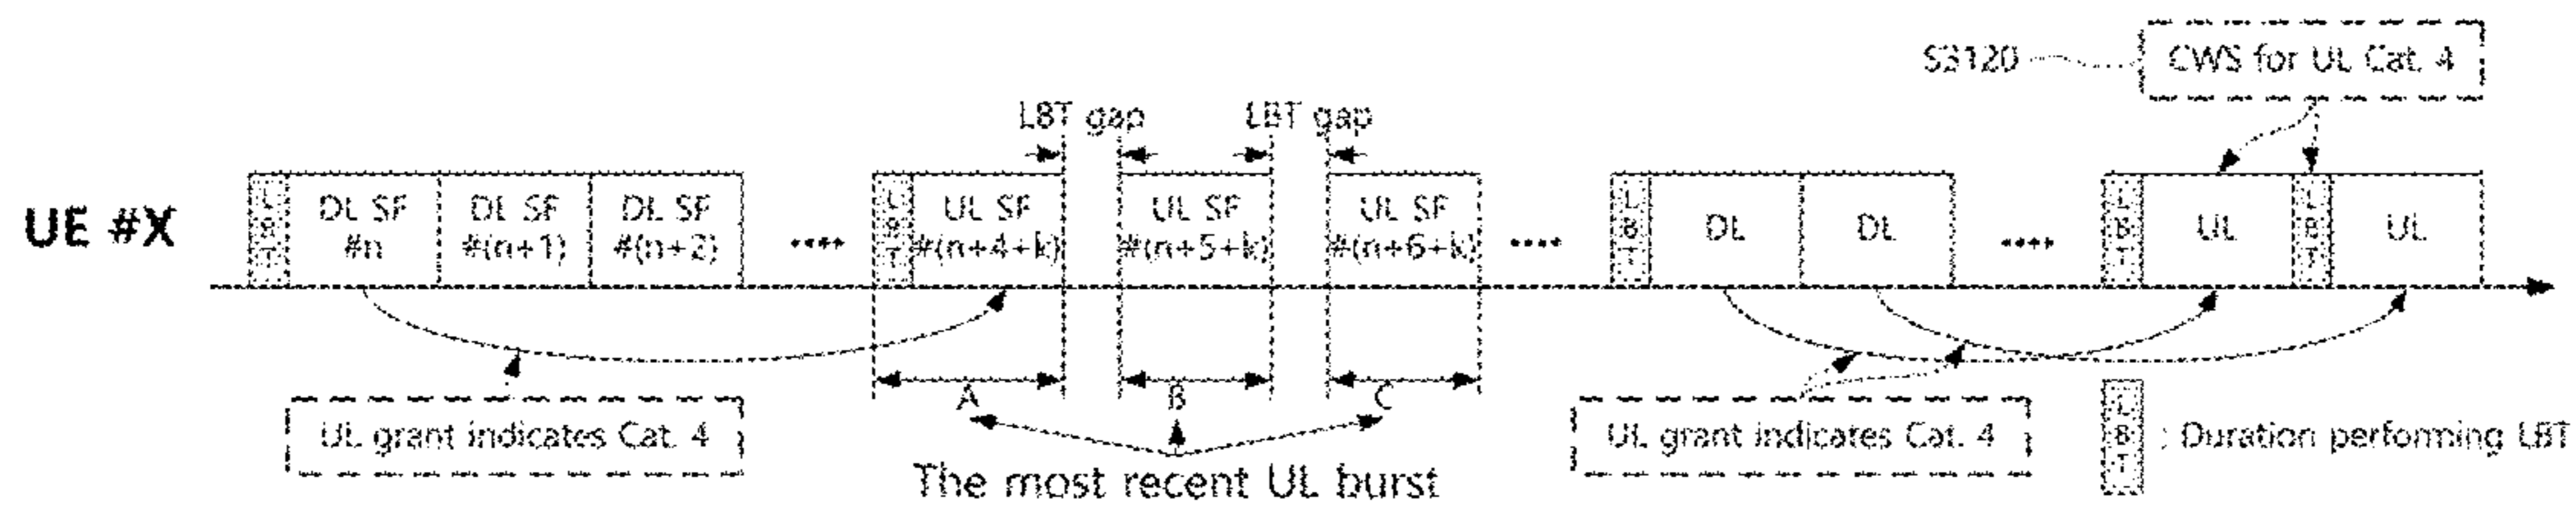 S3120
CWS for UL Cat. 4
LBT gap
LBT gap
UE #X
LBT
DL SF
#n
DL SF
#(n+1)
DL SF
#(n+2)
LBT
UL SF
#(n+4+k)
UL SF
#(n+5+k)
UL SF
#(n+6+k)
LBT
DL
DL
LBT
UL
LBT
UL
A
B
C
UL grant indicates Cat. 4
The most recent UL burst
UL grant indicates Cat. 4
LBT
: Duration performing LBT